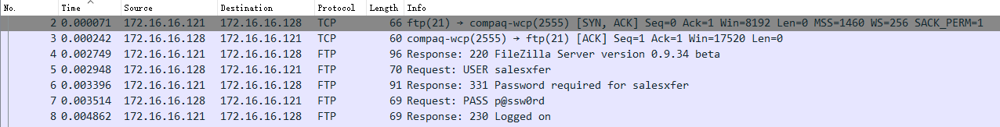 No. Time Source Destination Protocol Length Info
2 0.000071 172.16.16.121 172.16.16.128 TCP 66 ftp(21) → compaq-wcp(2555) [SYN, ACK] Seq=0 Ack=1 Win=8192 Len=0 MSS=1460 WS=256 SACK_PERM=1
3 0.000242 172.16.16.128 172.16.16.121 TCP 60 compaq-wcp(2555) → ftp(21) [ACK] Seq=1 Ack=1 Win=17520 Len=0
4 0.002749 172.16.16.121 172.16.16.128 FTP 96 Response: 220 FileZilla Server version 0.9.34 beta
5 0.002948 172.16.16.128 172.16.16.121 FTP 70 Request: USER salesxfer
6 0.003396 172.16.16.121 172.16.16.128 FTP 91 Response: 331 Password required for salesxfer
7 0.003514 172.16.16.128 172.16.16.121 FTP 69 Request: PASS p@ssw0rd
8 0.004862 172.16.16.121 172.16.16.128 FTP 69 Response: 230 Logged on